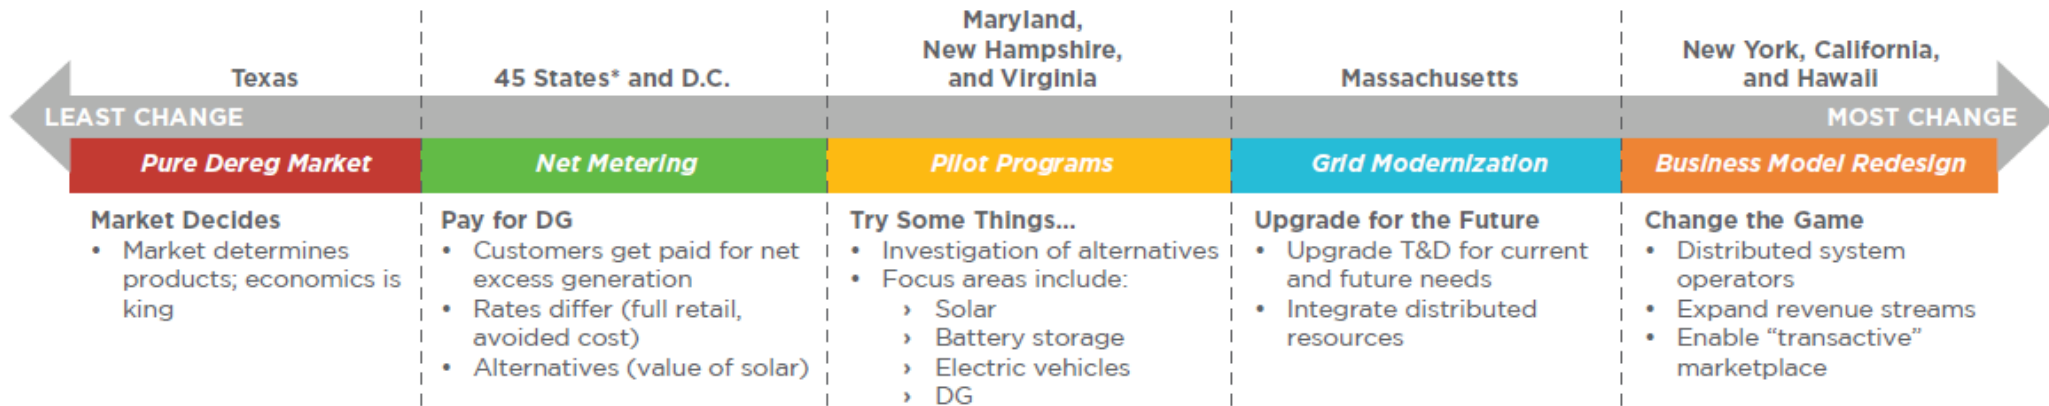 Texas
45 States* and D.C.
Maryland,
New Hampshire,
and Virginia
Massachusetts
New York, California,
and Hawaii
LEAST CHANGE
MOST CHANGE
Pure Dereg Market
Net Metering
Pilot Programs
Grid Modernization
Business Model Redesign
Market Decides
• Market determines
products; economics is
king
Pay for DG
• Customers get paid for net
excess generation
• Rates differ (full retail,
avoided cost)
• Alternatives (value of solar)
Try Some Things...
• Investigation of alternatives
• Focus areas include:
› Solar
› Battery storage
› Electric vehicles
› DG
Upgrade for the Future
• Upgrade T&D for current
and future needs
• Integrate distributed
resources
Change the Game
• Distributed system
operators
• Expand revenue streams
• Enable “transactive”
marketplace